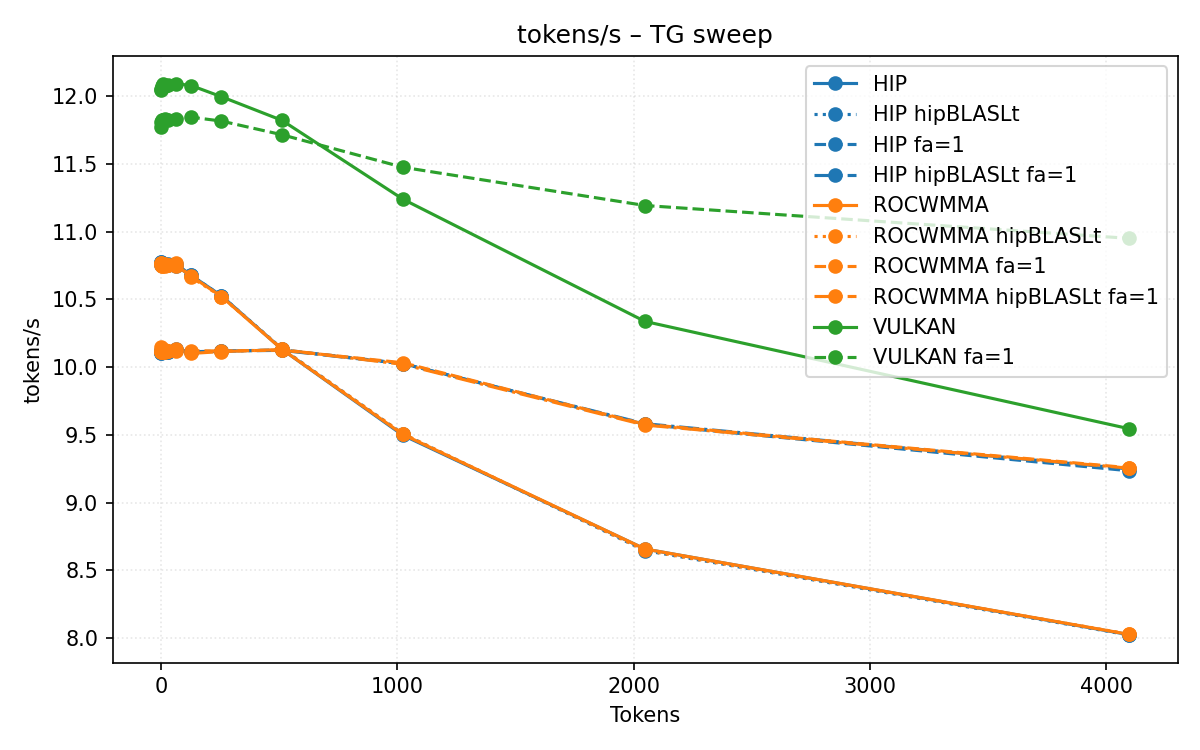 tokens/s – TG sweep
12.0
11.5
11.0
10.5
10.0
9.5
9.0
8.5
8.0
tokens/s
HIP
HIP hipBLASLt
HIP fa=1
HIP hipBLASLt fa=1
ROCWMMA
ROCWMMA hipBLASLt
ROCWMMA fa=1
ROCWMMA hipBLASLt fa=1
VULKAN
VULKAN fa=1
0
1000
2000
3000
4000
Tokens